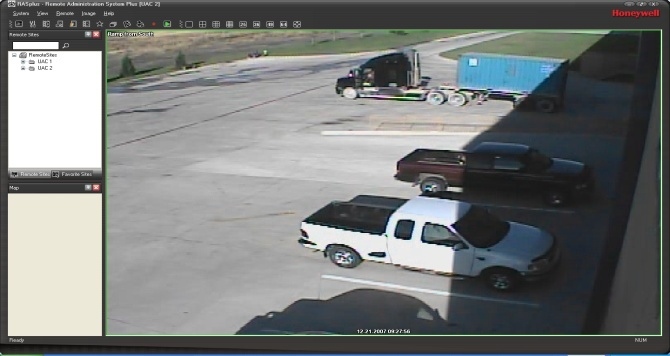 RASplus - Remote Administration System Plus [UAC 2]
System View Remote Image Help
Honeywell
Remote Sites
Ramp from South
RemoteSites
UAC 1
UAC 2
Remote Sites Favorite Sites
Map
12.21.2007 09:27:56
Ready
NUM